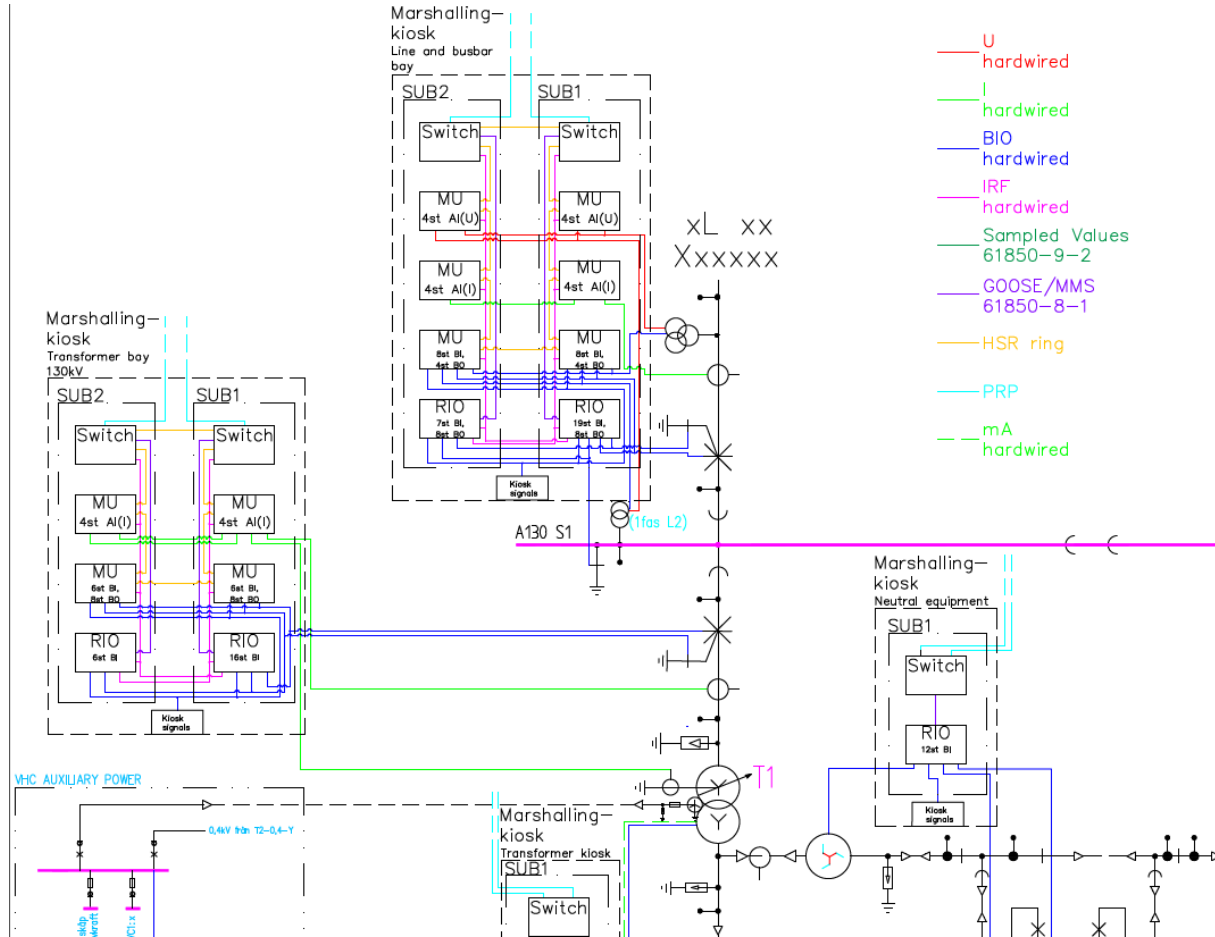 Marshalling-
kiosk
Line and busbar
bay
SUB2
SUB1
Switch
Switch
MU
4st AI(U)
MU
4st AI(U)
MU
4st AI(I)
MU
4st AI(I)
MU
8st BI,
4st BO
MU
8st BI,
4st BO
RIO
7st BI,
8st BO
RIO
19st BI,
8st BO
Kiosk
signals
xL xx
Xxxxxx
U
hardwired
I
hardwired
BIO
hardwired
IRF
hardwired
Sampled Values
61850-9-2
GOOSE/MMS
61850-8-1
HSR ring
PRP
mA
hardwired
Marshalling-
kiosk
Transformer bay
130kV
SUB2
SUB1
Switch
Switch
MU
4st AI(I)
MU
4st AI(I)
MU
6st BI,
8st BO
MU
6st BI,
8st BO
RIO
6st BI
RIO
16st BI
Kiosk
signals
(1fas L2)
A130 S1
Marshalling-
kiosk
Neutral equipment
SUB1
Switch
RIO
12st BI
Kiosk
signals
T1
VHC AUXILIARY POWER
0,4kV från T2-0,4-Y
Marshalling-
kiosk
Transformer kiosk
SUB1
Switch